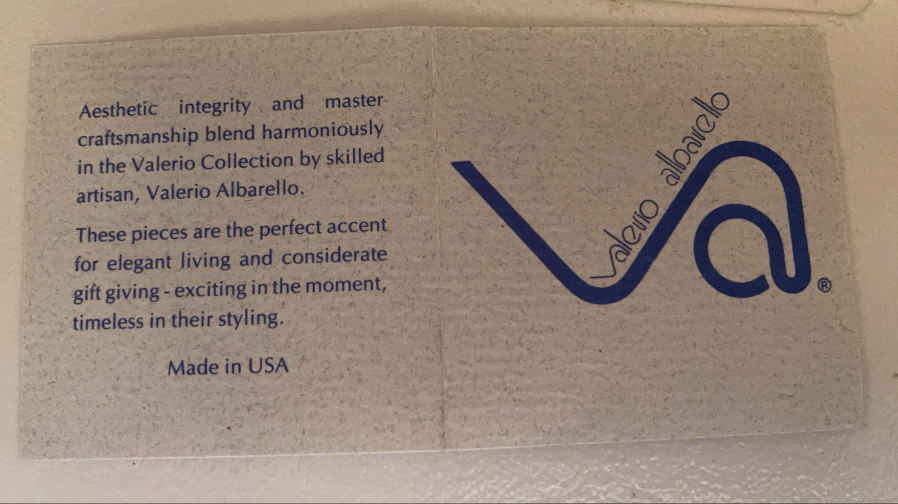 Aesthetic integrity and master
craftsmanship blend harmoniously
in the Valerio Collection by skilled
artisan, Valerio Albarello.
These pieces are the perfect accent
for elegant living and considerate
gift giving - exciting in the moment,
timeless in their styling.
Made in USA
valerio albarello
va®